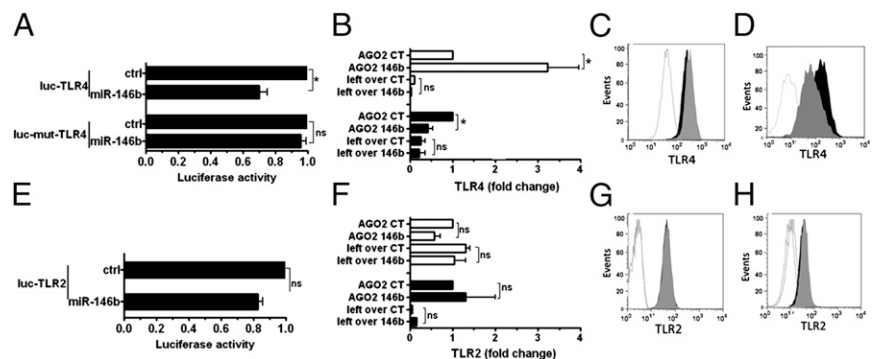 A
luc-TLR4
ctrl
miR-146b
*
luc-mut-TLR4
ctrl
miR-146b
ns
0.0 0.2 0.4 0.6 0.8 1.0
Luciferase activity
B
AGO2 CT
AGO2 146b
*
left over CT
left over 146b
ns
AGO2 CT
AGO2 146b
*
left over CT
left over 146b
ns
0 1 2 3 4
TLR4 (fold change)
C
Events
100
80
60
40
20
0
10⁰ 10¹ 10² 10³ 10⁴
TLR4
D
Events
100
80
60
40
20
0
10⁰ 10¹ 10² 10³ 10⁴
TLR4
E
luc-TLR2
ctrl
miR-146b
ns
0.0 0.2 0.4 0.6 0.8 1.0
Luciferase activity
F
AGO2 CT
AGO2 146b
ns
left over CT
left over 146b
ns
AGO2 CT
AGO2 146b
ns
left over CT
left over 146b
ns
0 1 2 3 4
TLR2 (fold change)
G
Events
100
80
60
40
20
0
10⁰ 10¹ 10² 10³ 10⁴
TLR2
H
Events
100
80
60
40
20
0
10⁰ 10¹ 10² 10³ 10⁴
TLR2